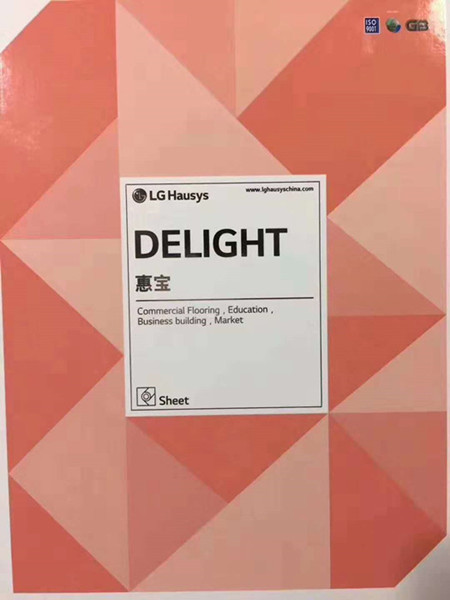 ISO
9001
GB
LG Hausys
www.lghausyschina.com
DELIGHT
惠宝
Commercial Flooring , Education ,
Business building , Market
Sheet